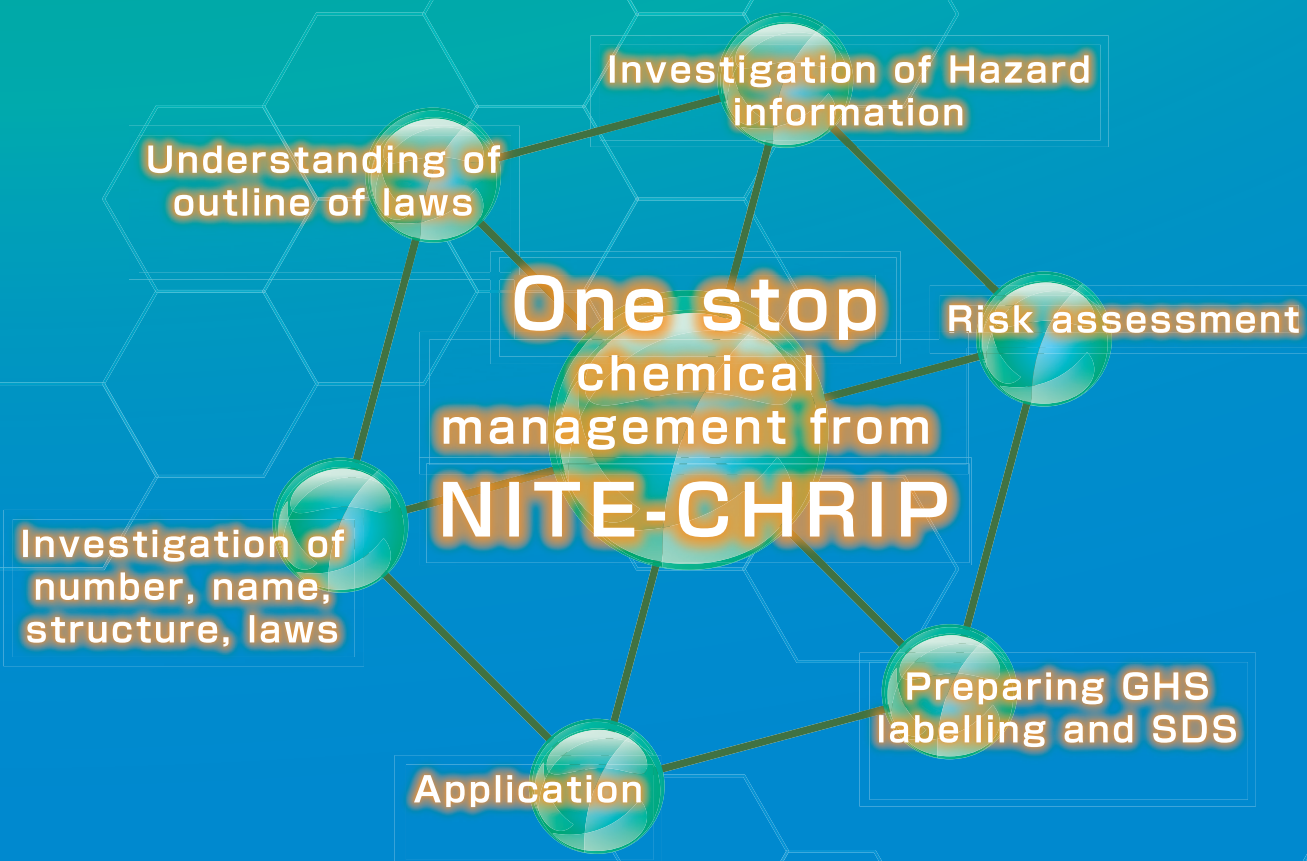 Investigation of Hazard
information
Understanding of
outline of laws
One stop
chemical
management from
NITE-CHRIP
Risk assessment
Investigation of
number, name,
structure, laws
Preparing GHS
labelling and SDS
Application